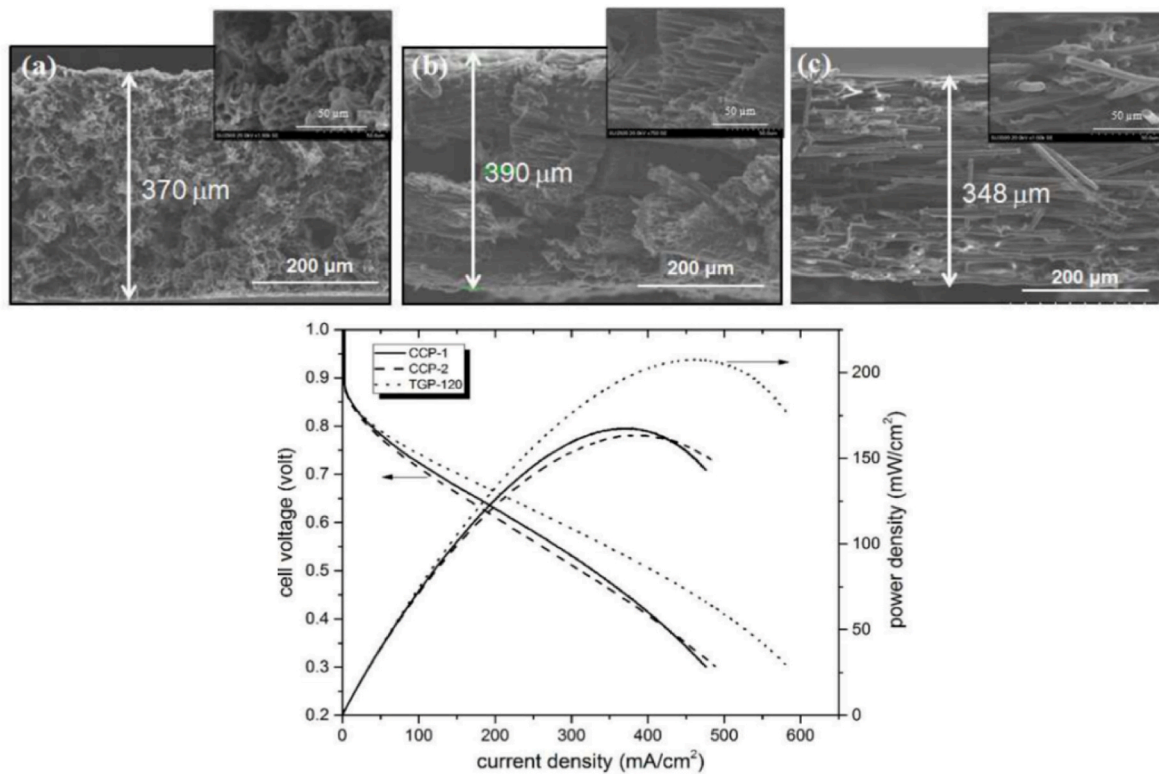 (a)
50 μm
370 μm
200 μm
(b)
50 μm
390 μm
200 μm
(c)
50 μm
348 μm
200 μm
1.0
0.9
0.8
0.7
0.6
0.5
0.4
0.3
0.2
cell voltage (volt)
CCP-1
CCP-2
TGP-120
200
150
100
50
0
power density (mW/cm²)
0 100 200 300 400 500 600
current density (mA/cm²)